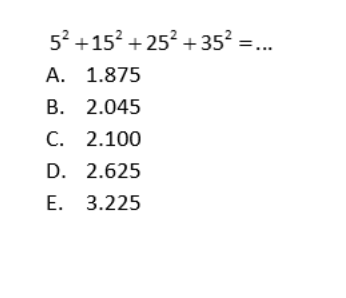 5² + 15² + 25² + 35² = ...
A. 1.875
B. 2.045
C. 2.100
D. 2.625
E. 3.225